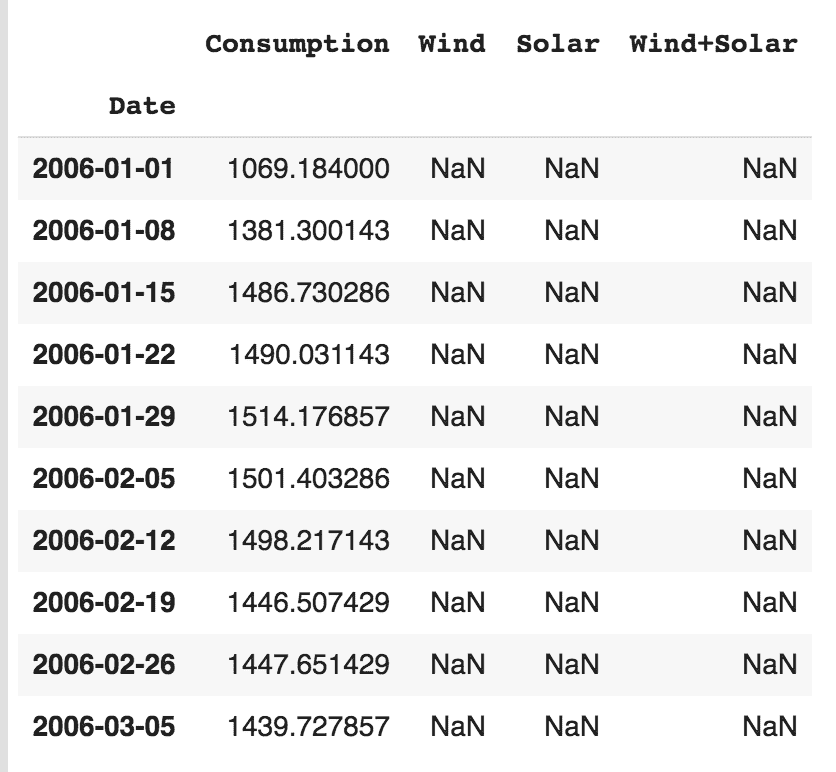 Consumption Wind Solar Wind+Solar
Date
2006-01-01 1069.184000 NaN NaN NaN
2006-01-08 1381.300143 NaN NaN NaN
2006-01-15 1486.730286 NaN NaN NaN
2006-01-22 1490.031143 NaN NaN NaN
2006-01-29 1514.176857 NaN NaN NaN
2006-02-05 1501.403286 NaN NaN NaN
2006-02-12 1498.217143 NaN NaN NaN
2006-02-19 1446.507429 NaN NaN NaN
2006-02-26 1447.651429 NaN NaN NaN
2006-03-05 1439.727857 NaN NaN NaN